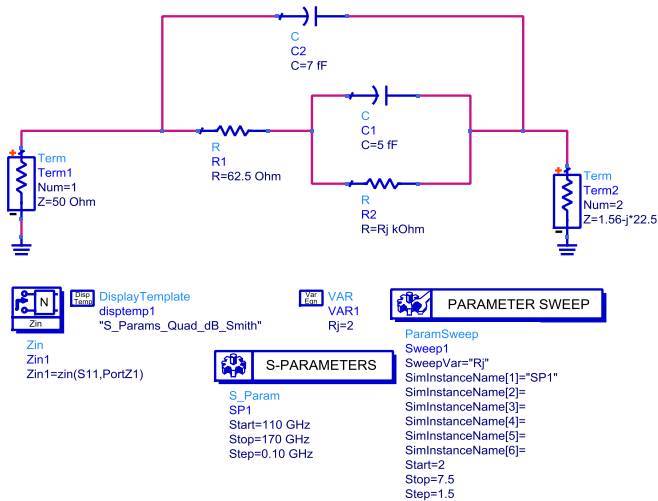 C
C2
C=7 fF
C
C1
C=5 fF
R
R1
R=62.5 Ohm
R
R2
R=Rj kOhm
+
Term
Term1
Num=1
Z=50 Ohm
-
+
Term
Term2
Num=2
Z=1.56-j*22.5
-
N
Zin
Zin
Zin1
Zin1=zin(S11,PortZ1)
Disp
Temp
DisplayTemplate
disptemp1
"S_Params_Quad_dB_Smith"
Var
Eqn
VAR
VAR1
Rj=2
S-PARAMETERS
S_Param
SP1
Start=110 GHz
Stop=170 GHz
Step=0.10 GHz
PARAMETER SWEEP
ParamSweep
Sweep1
SweepVar="Rj"
SimInstanceName[1]="SP1"
SimInstanceName[2]=
SimInstanceName[3]=
SimInstanceName[4]=
SimInstanceName[5]=
SimInstanceName[6]=
Start=2
Stop=7.5
Step=1.5